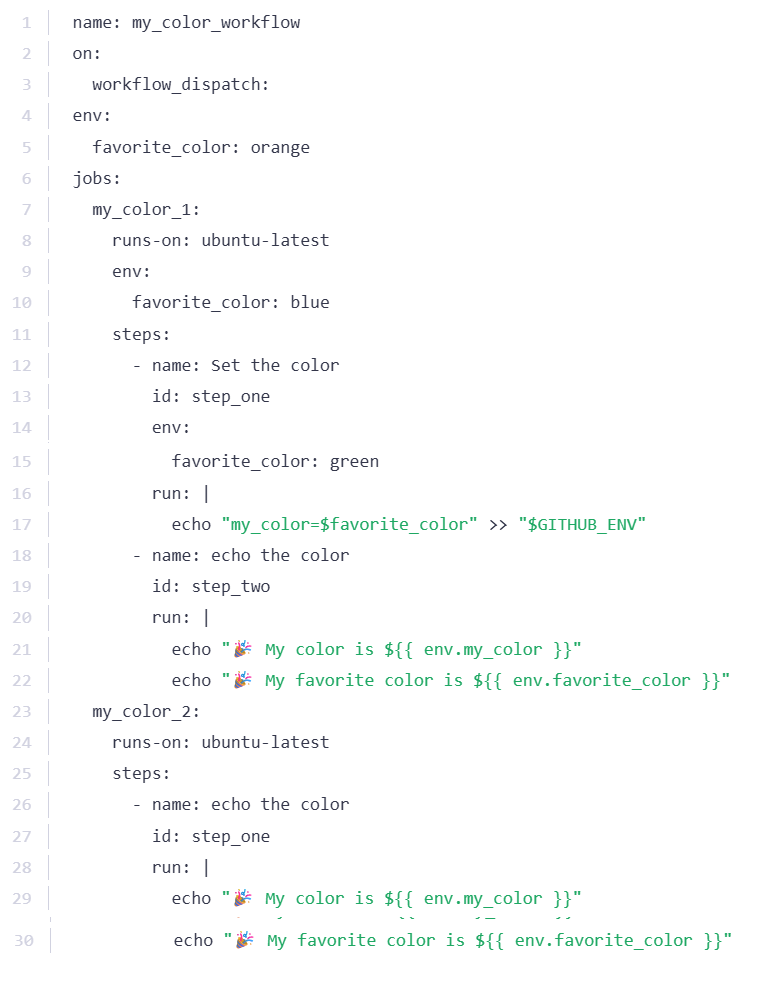 1 name: my_color_workflow
2 on:
3   workflow_dispatch:
4 env:
5   favorite_color: orange
6 jobs:
7   my_color_1:
8     runs-on: ubuntu-latest
9     env:
10       favorite_color: blue
11     steps:
12       - name: Set the color
13         id: step_one
14         env:
15           favorite_color: green
16         run: |
17           echo "my_color=$favorite_color" >> "$GITHUB_ENV"
18       - name: echo the color
19         id: step_two
20         run: |
21           echo "🎉 My color is ${{ env.my_color }}"
22           echo "🎉 My favorite color is ${{ env.favorite_color }}"
23   my_color_2:
24     runs-on: ubuntu-latest
25     steps:
26       - name: echo the color
27         id: step_one
28         run: |
29           echo "🎉 My color is ${{ env.my_color }}"
30           echo "🎉 My favorite color is ${{ env.favorite_color }}"